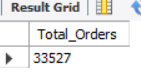 Result Grid
Total_Orders
33527